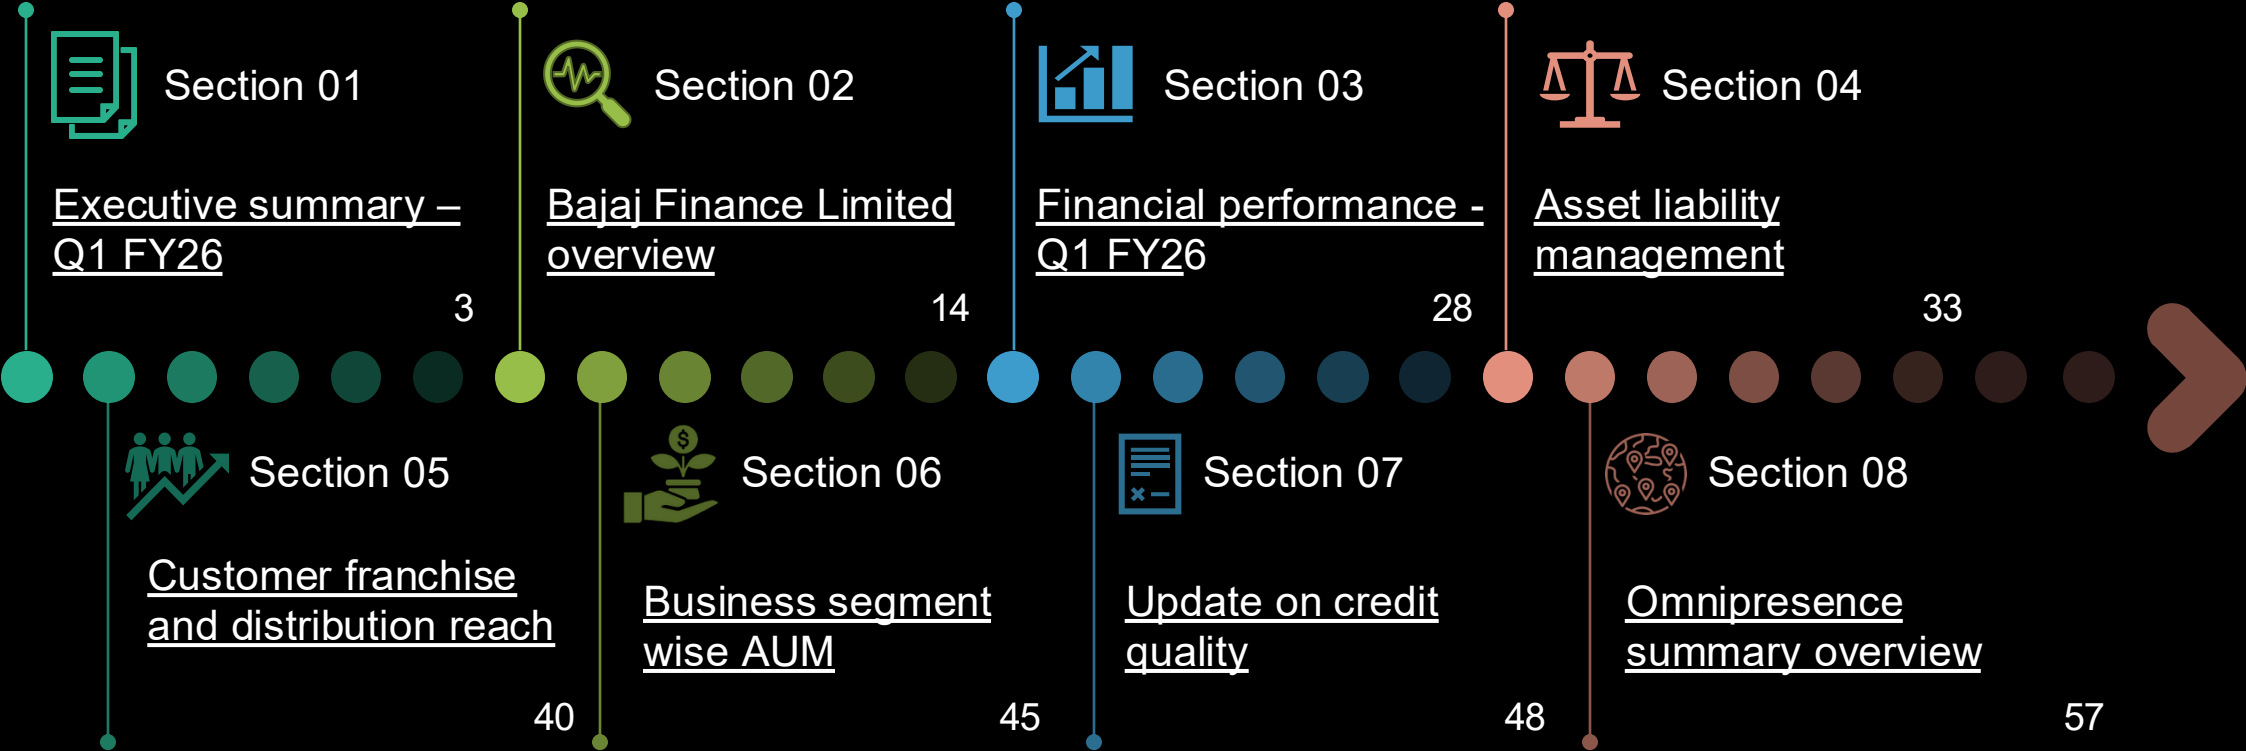 Section 01
Executive summary –
Q1 FY26
3
Section 02
Bajaj Finance Limited
overview
14
Section 03
Financial performance -
Q1 FY26
28
Section 04
Asset liability
management
33
Section 05
Customer franchise
and distribution reach
40
$
Section 06
Business segment
wise AUM
45
Section 07
Update on credit
quality
48
Section 08
Omnipresence
summary overview
57